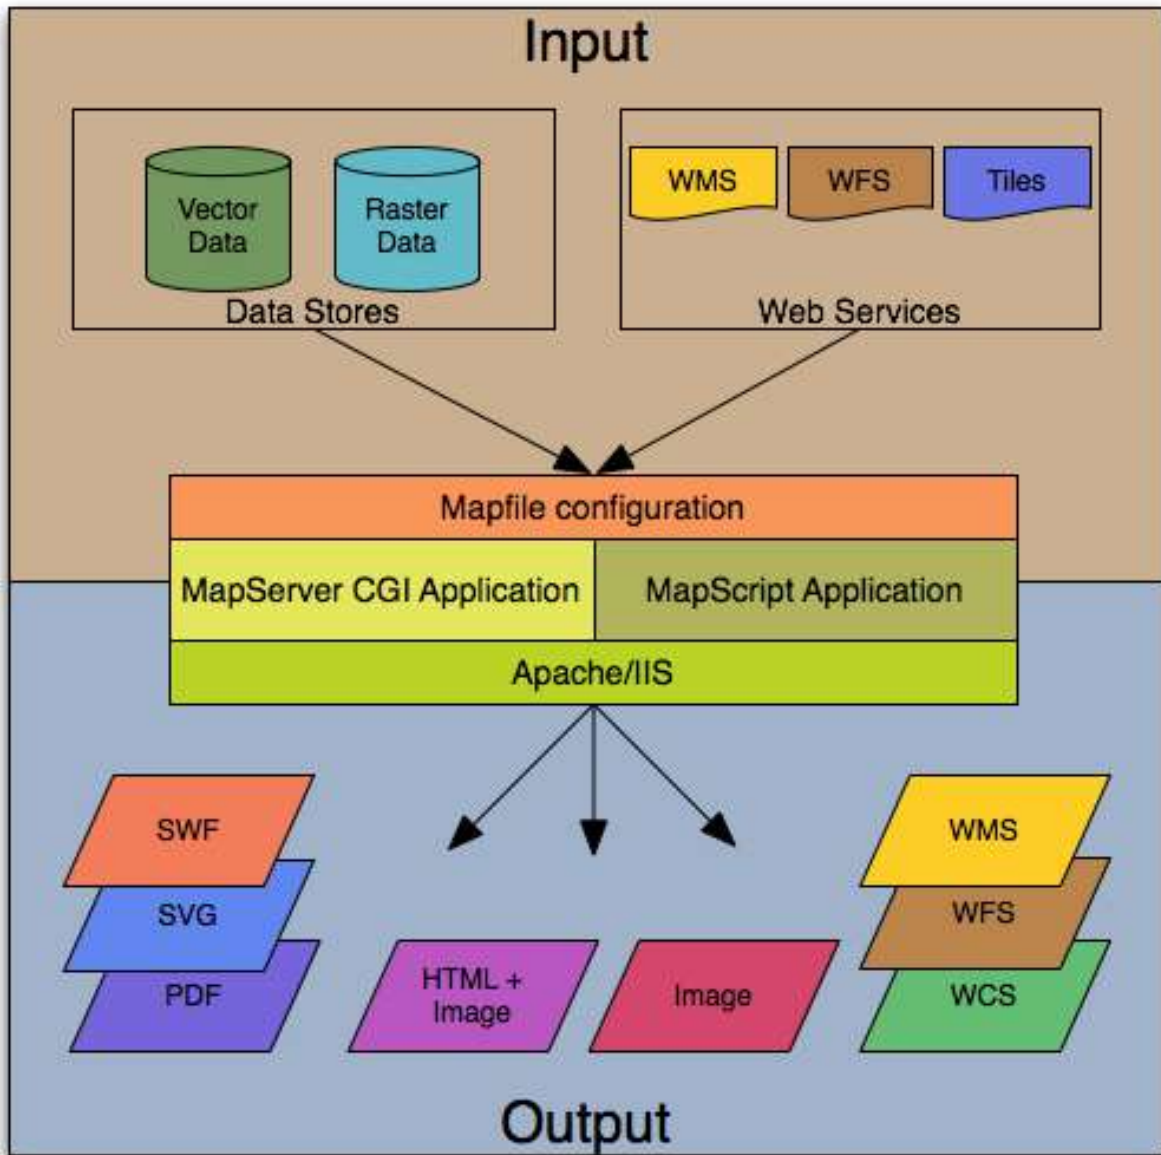 Input
Vector
Data
Raster
Data
Data Stores
WMS
WFS
Tiles
Web Services
Mapfile configuration
MapServer CGI Application
MapScript Application
Apache/IIS
SWF
SVG
PDF
HTML +
Image
Image
WMS
WFS
WCS
Output